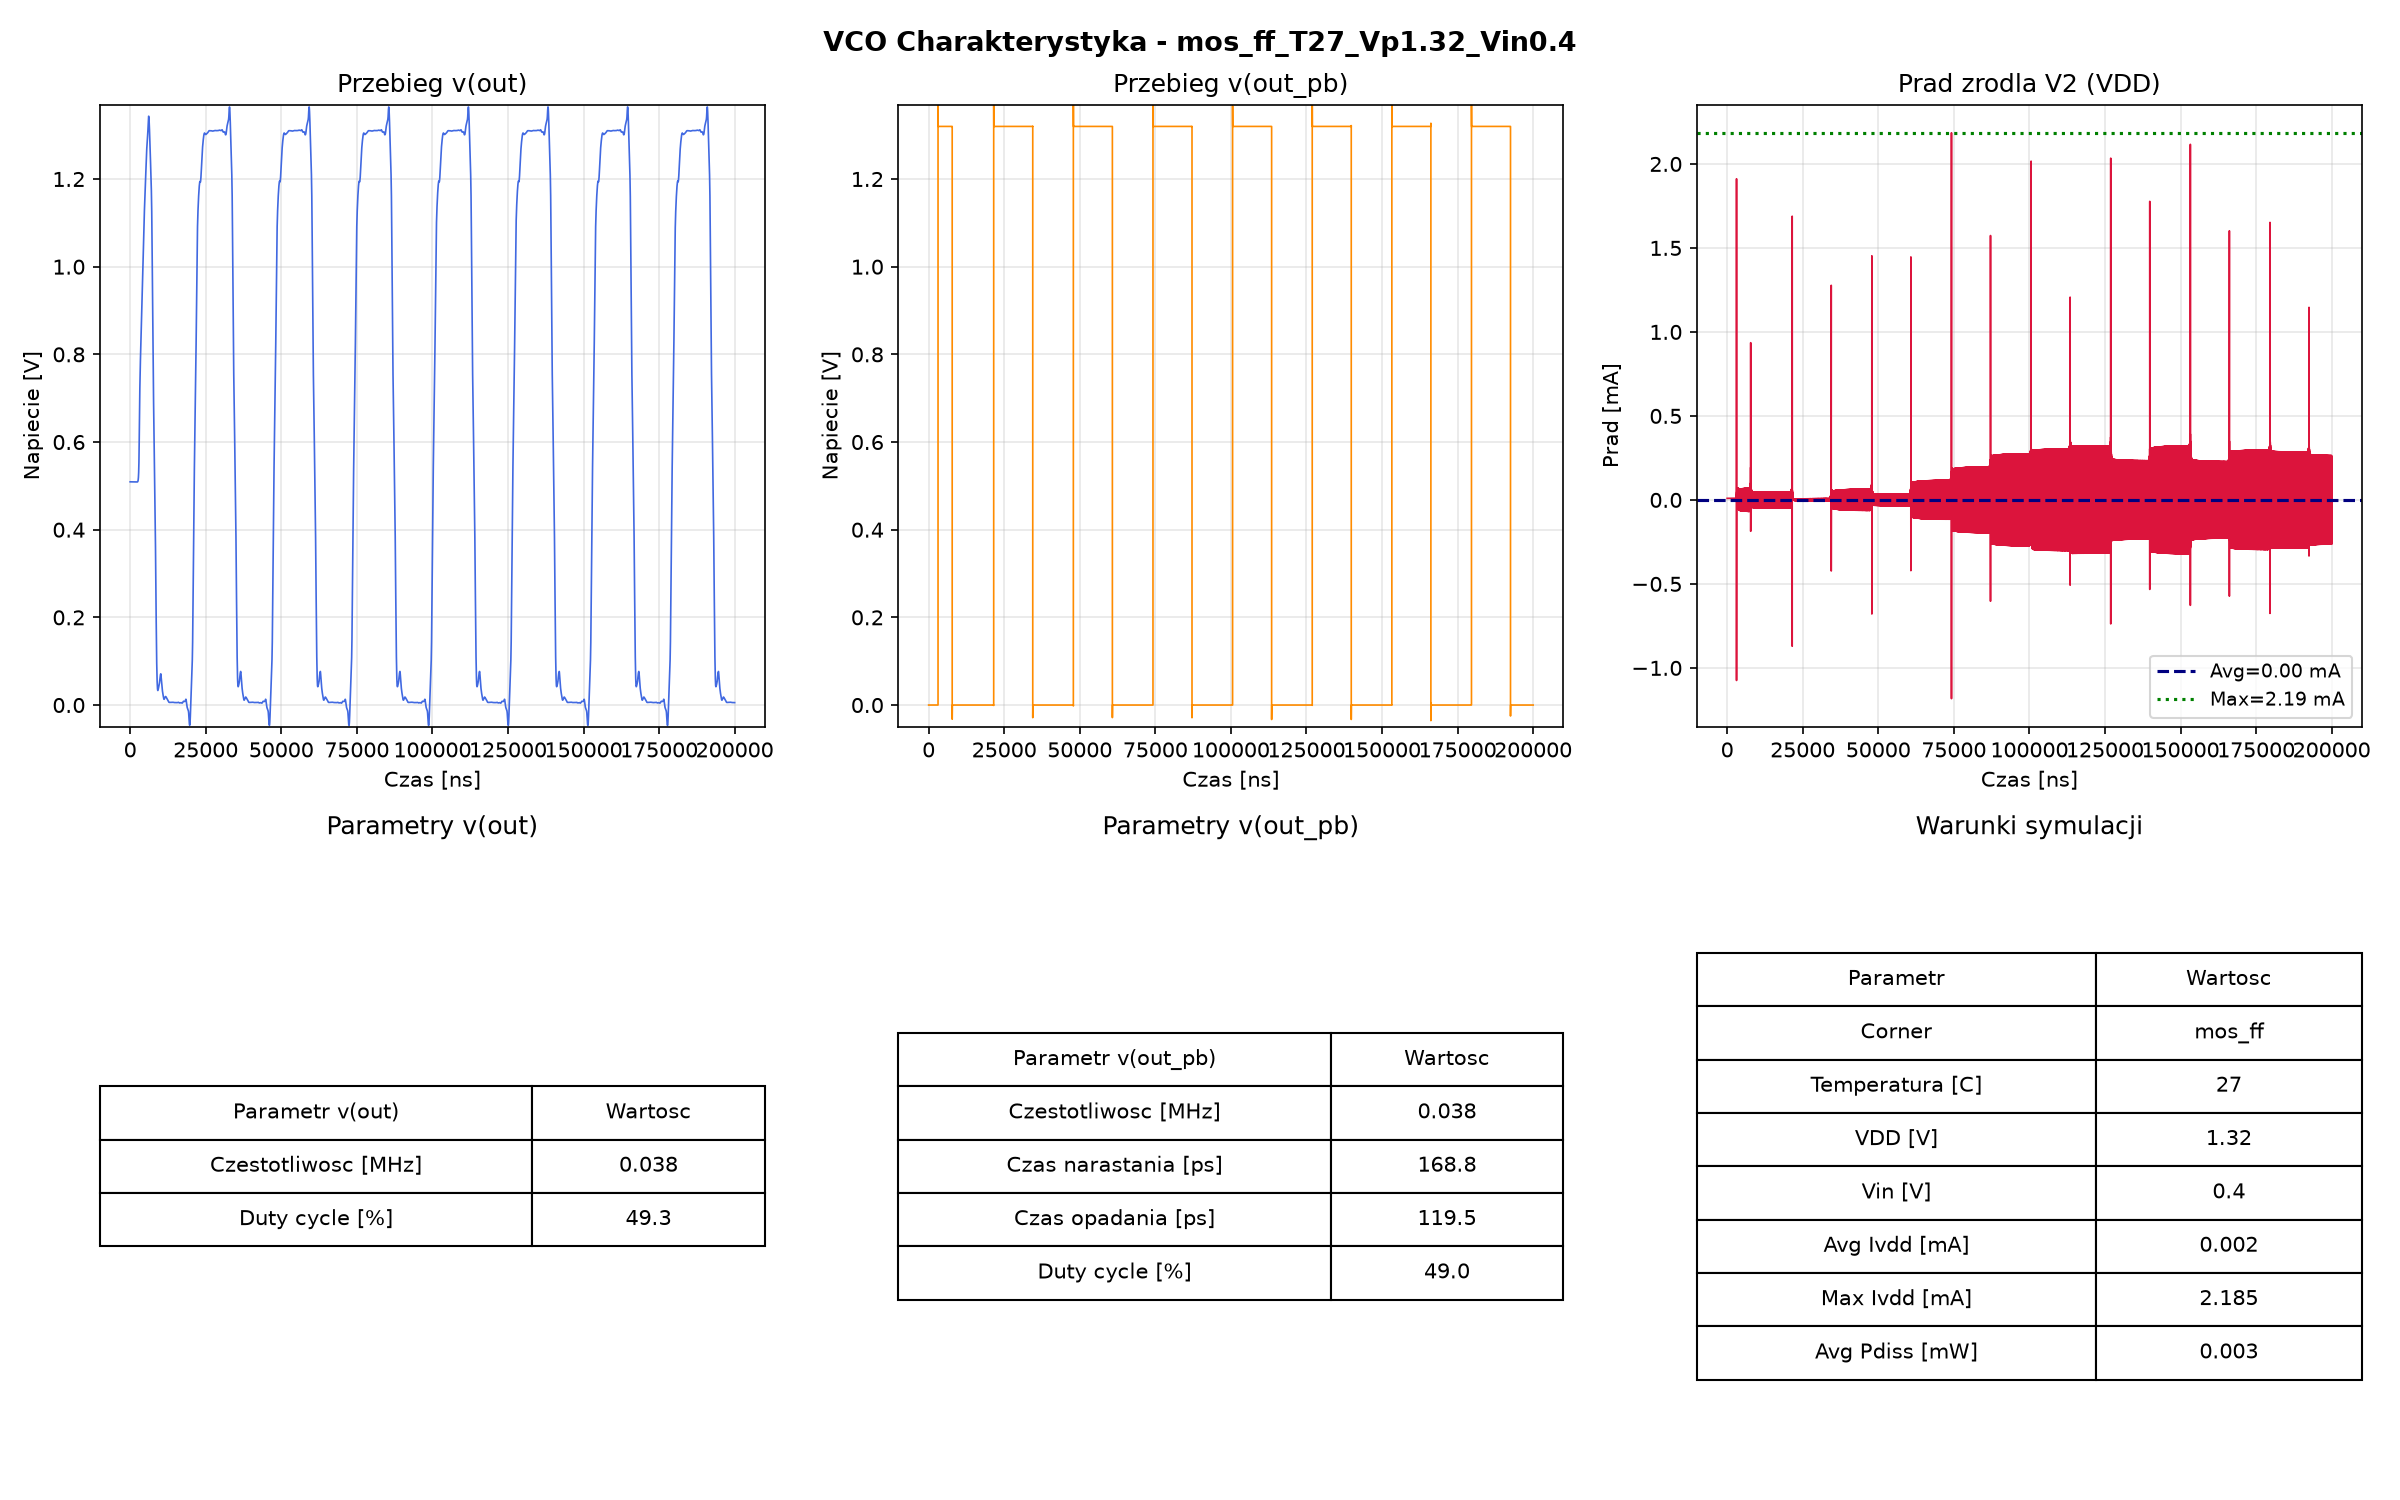 VCO Charakterystyka - mos_ff_T27_Vp1.32_Vin0.4
Przebieg v(out)
Napiecie [V]
1.2
1.0
0.8
0.6
0.4
0.2
0.0
0 25000 50000 75000 100000 125000 150000 175000 200000
Czas [ns]
Przebieg v(out_pb)
Napiecie [V]
1.2
1.0
0.8
0.6
0.4
0.2
0.0
0 25000 50000 75000 100000 125000 150000 175000 200000
Czas [ns]
Prad zrodla V2 (VDD)
Prad [mA]
2.0
1.5
1.0
0.5
0.0
−0.5
−1.0
Avg=0.00 mA
Max=2.19 mA
0 25000 50000 75000 100000 125000 150000 175000 200000
Czas [ns]
Parametry v(out)
Parametr v(out) Wartosc
Czestotliwosc [MHz] 0.038
Duty cycle [%] 49.3
Parametry v(out_pb)
Parametr v(out_pb) Wartosc
Czestotliwosc [MHz] 0.038
Czas narastania [ps] 168.8
Czas opadania [ps] 119.5
Duty cycle [%] 49.0
Warunki symulacji
Parametr Wartosc
Corner mos_ff
Temperatura [C] 27
VDD [V] 1.32
Vin [V] 0.4
Avg Ivdd [mA] 0.002
Max Ivdd [mA] 2.185
Avg Pdiss [mW] 0.003